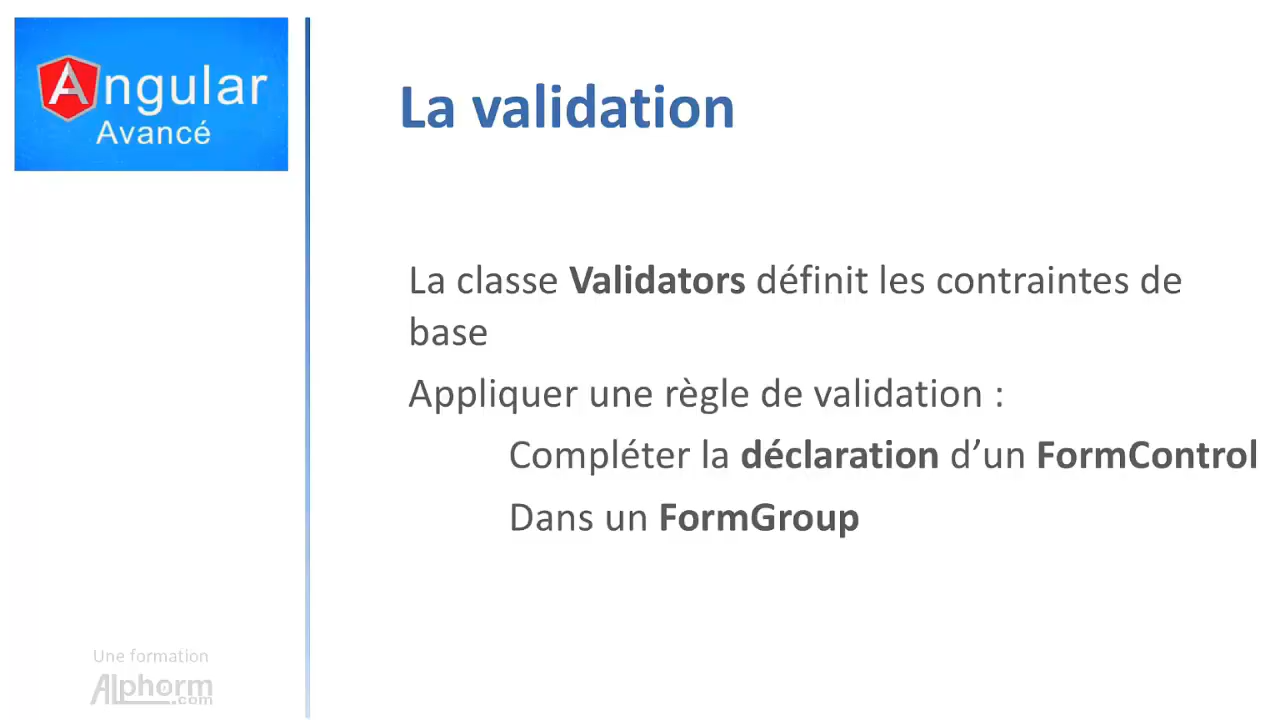 Angular
Avancé
La validation
La classe Validators définit les contraintes de
base
Appliquer une règle de validation :
Compléter la déclaration d’un FormControl
Dans un FormGroup
Une formation
Alphorm
.com